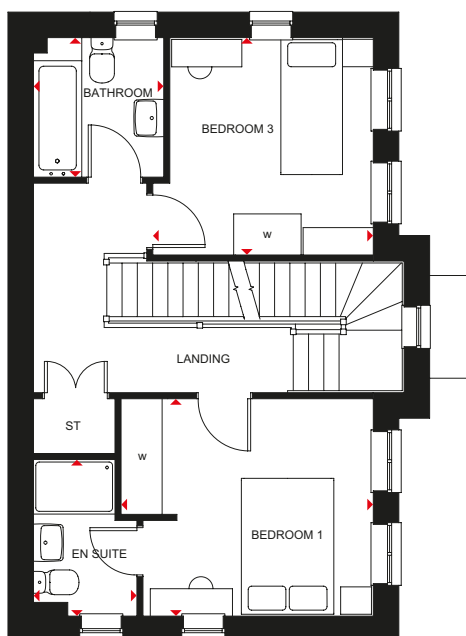 BATHROOM
BEDROOM 3
w
LANDING
ST
w
EN SUITE
BEDROOM 1